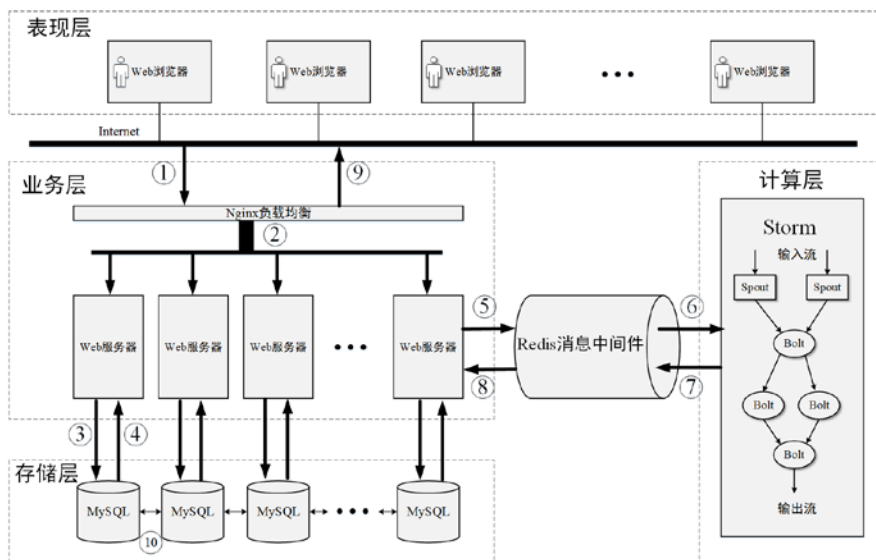 表现层
Web浏览器
Web浏览器
Web浏览器
•••
Web浏览器
Internet
①
⑨
业务层
计算层
Nginx负载均衡
②
Storm
输入流
Spout
Spout
Web服务器
Web服务器
Web服务器
•••
Web服务器
⑤
Redis消息中间件
⑥
⑧
⑦
Bolt
Bolt
Bolt
Bolt
输出流
③
④
存储层
MySQL
MySQL
MySQL
•••
MySQL
⑩